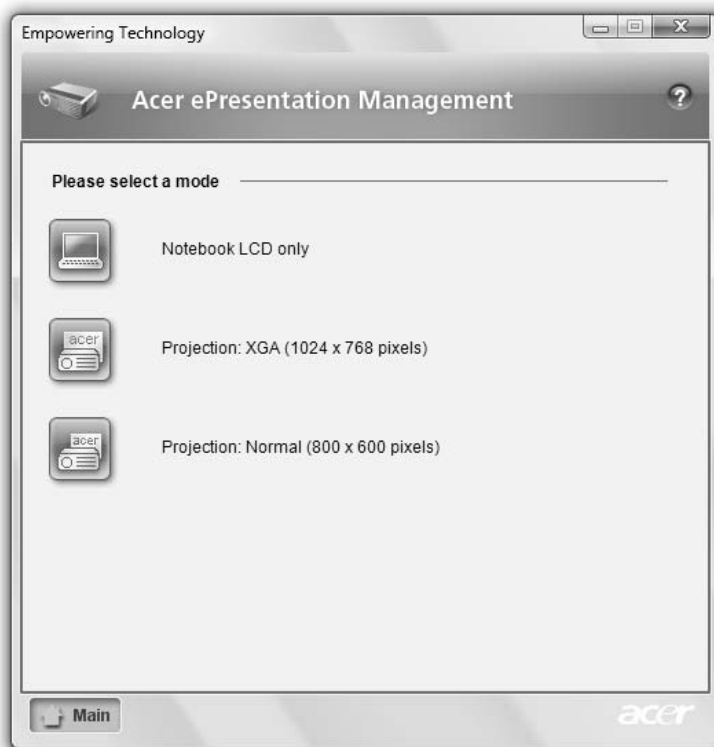 Empowering Technology
Acer ePresentation Management
?
Please select a mode
Notebook LCD only
acer
Projection: XGA (1024 x 768 pixels)
acer
Projection: Normal (800 x 600 pixels)
Main
acer